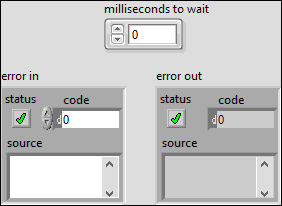 milliseconds to wait
0
error in
error out
status
code
status
code
d 0
d 0
source
source